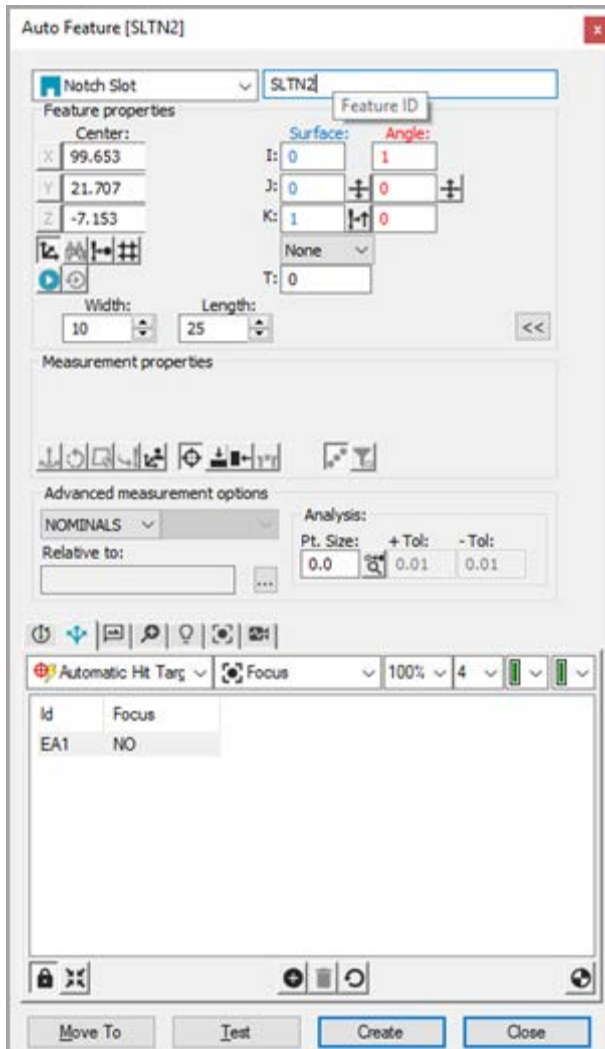 Auto Feature [SLTN2]
x
Notch Slot SLTN2
Feature ID
Feature properties
Center: Surface: Angle:
X 99.653 I: 0 1
Y 21.707 J: 0 0
Z -7.153 K: 1 0
None
T: 0
Width: Length:
10 25 <<
Measurement properties
Advanced measurement options
NOMINALS
Analysis:
Pt. Size: + Tol: - Tol:
0.0 0.01 0.01
Relative to:
...
Automatic Hit Targ Focus 100% 4
Id Focus
EA1 NO
Move To Test Create Close